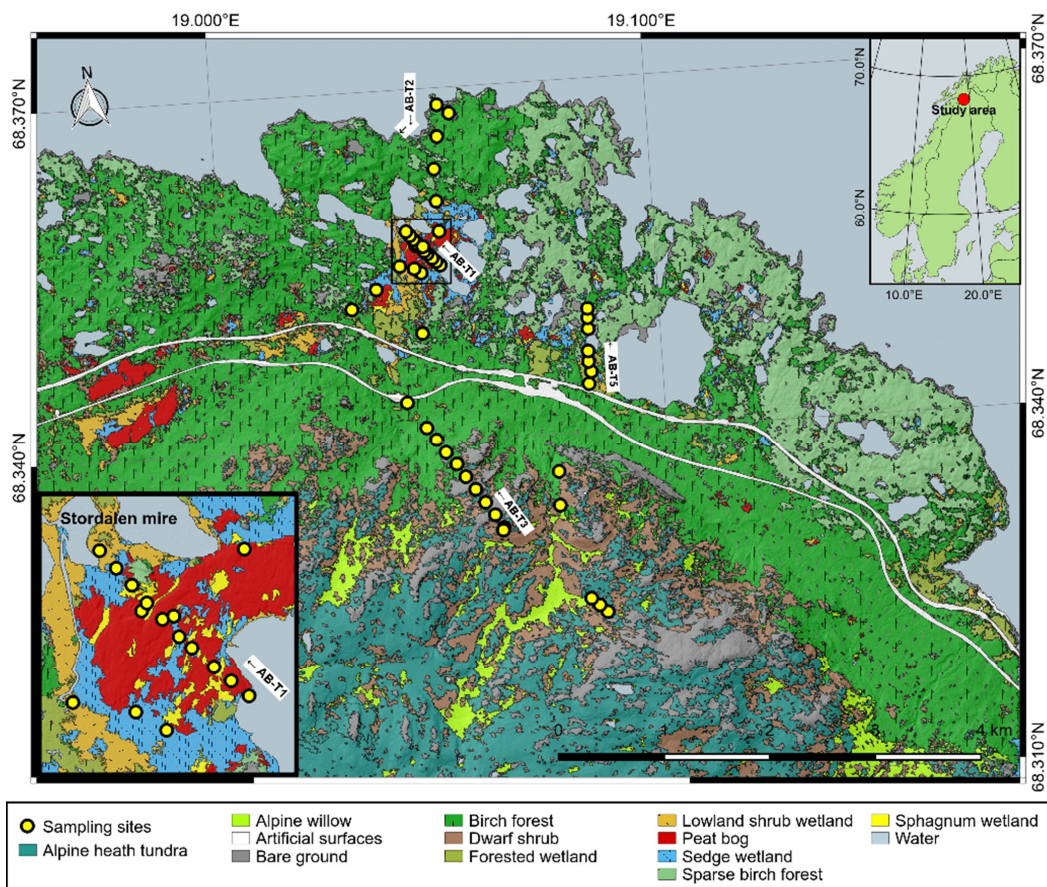 19.000°E
19.100°E
68.370°N
68.370°N
N
←AB-T2
70.0°N
Study area
60.0°N
10.0°E
20.0°E
←AB-T1
← AB-T5
68.340°N
68.340°N
←AB-T3
Stordalen mire
← AB-T1
0
1
2
3
4 km
68.310°N
Sampling sites
Alpine heath tundra
Alpine willow
Artificial surfaces
Bare ground
Birch forest
Dwarf shrub
Forested wetland
Lowland shrub wetland
Peat bog
Sedge wetland
Sparse birch forest
Sphagnum wetland
Water